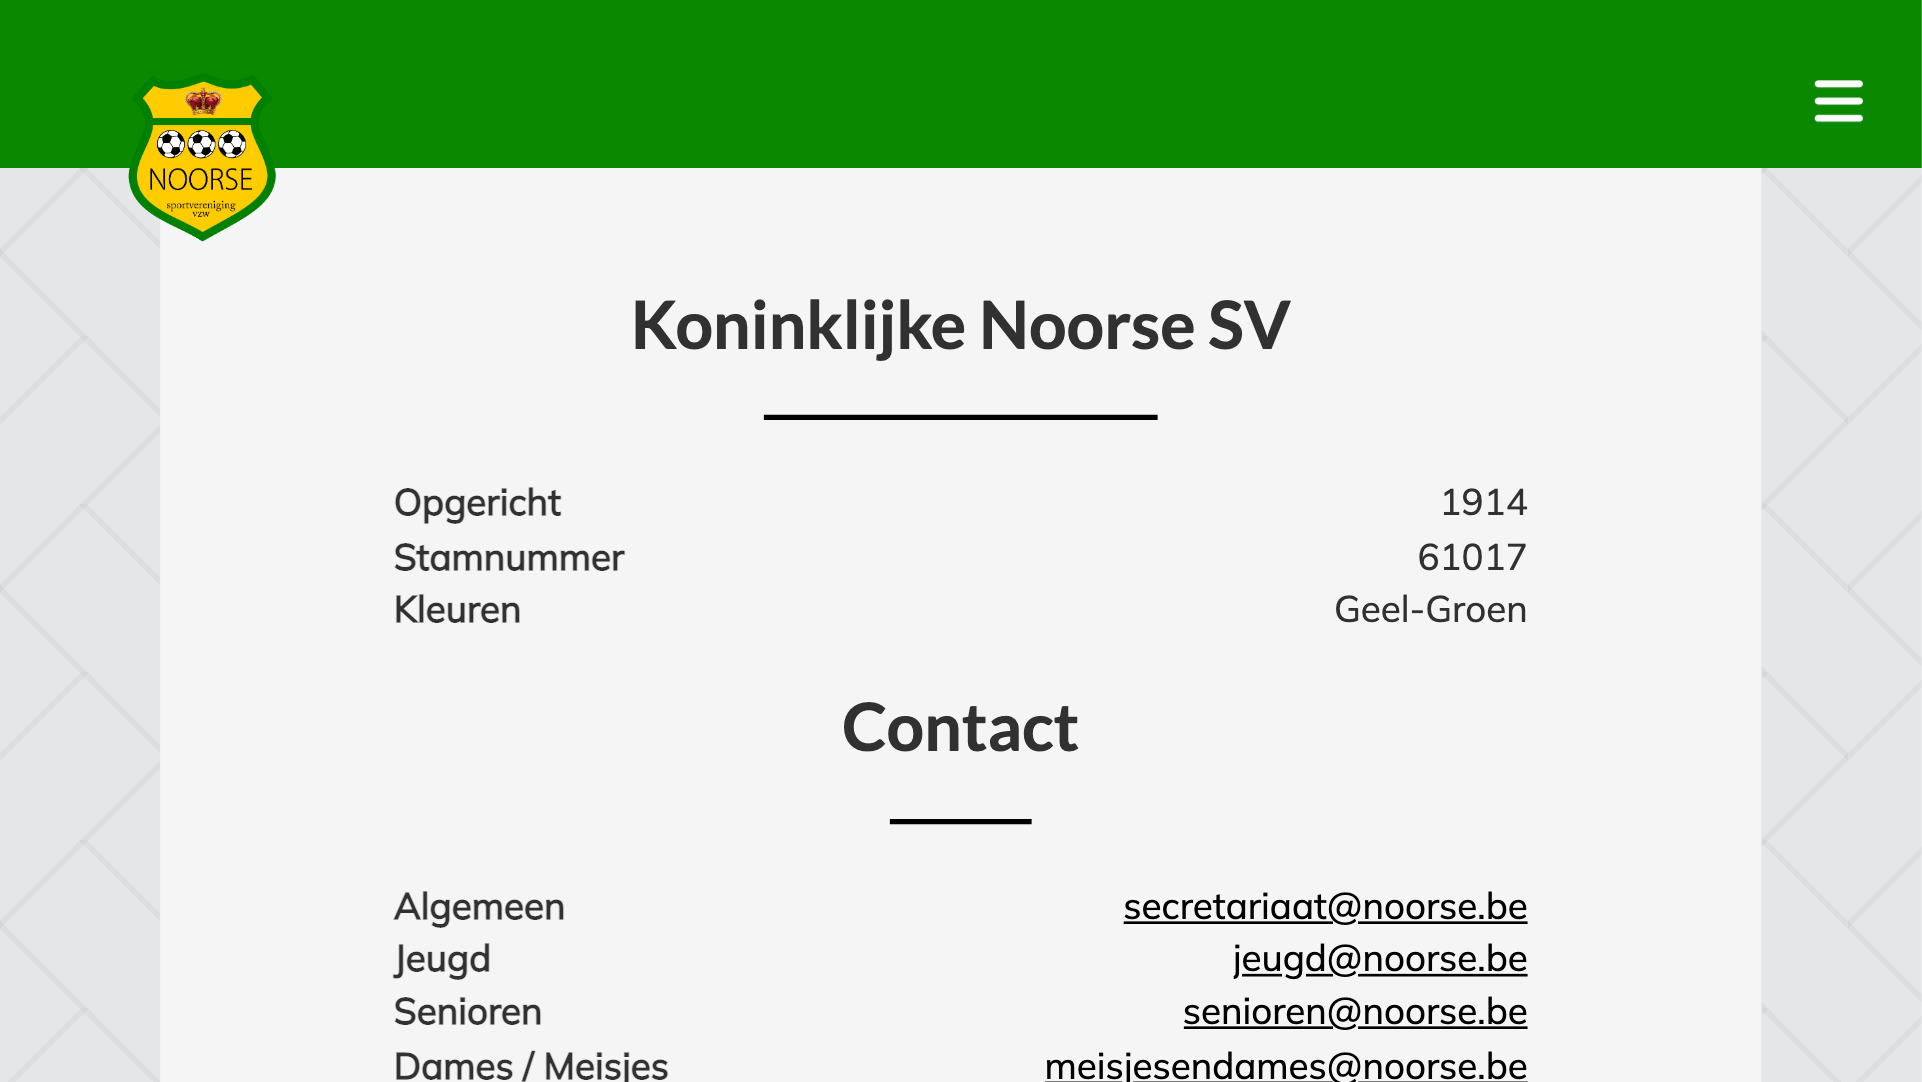 NOORSE
sportvereniging
vzw
Koninklijke Noorse SV
Opgericht 1914
Stamnummer 61017
Kleuren Geel-Groen
Contact
Algemeen secretariaat@noorse.be
Jeugd jeugd@noorse.be
Senioren senioren@noorse.be
Dames / Meisjes meisjesendames@noorse.be